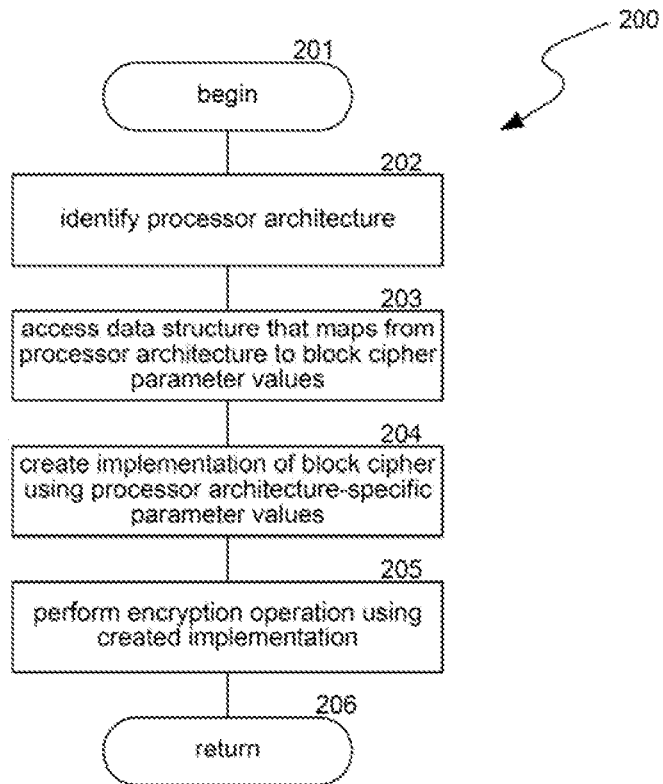 200
201
begin
202
identify processor architecture
203
access data structure that maps from
processor architecture to block cipher
parameter values
204
create implementation of block cipher
using processor architecture-specific
parameter values
205
perform encryption operation using
created implementation
206
return